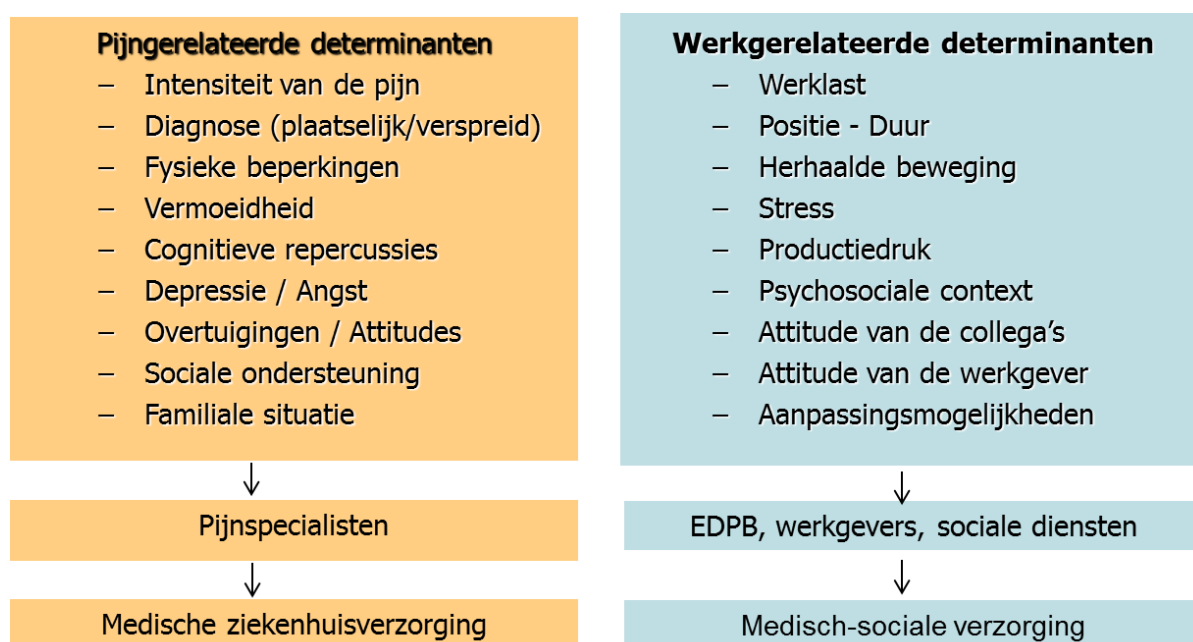 Pijngerelateerde determinanten
– Intensiteit van de pijn
– Diagnose (plaatselijk/verspreid)
– Fysieke beperkingen
– Vermoeidheid
– Cognitieve repercussies
– Depressie / Angst
– Overtuigingen / Attitudes
– Sociale ondersteuning
– Familiale situatie
Pijnspecialisten
Medische ziekenhuisverzorging
Werkgerelateerde determinanten
– Werklast
– Positie - Duur
– Herhaalde beweging
– Stress
– Productiedruk
– Psychosociale context
– Attitude van de collega's
– Attitude van de werkgever
– Aanpassingsmogelijkheden
EDPB, werkgevers, sociale diensten
Medisch-sociale verzorging